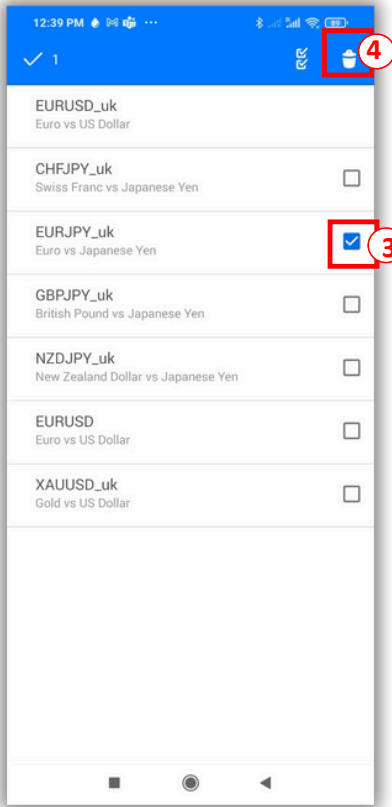 12:39 PM
89
1
4
EURUSD_uk
Euro vs US Dollar
CHFJPY_uk
Swiss Franc vs Japanese Yen
EURJPY_uk
Euro vs Japanese Yen
3
GBPJPY_uk
British Pound vs Japanese Yen
NZDJPY_uk
New Zealand Dollar vs Japanese Yen
EURUSD
Euro vs US Dollar
XAUUSD_uk
Gold vs US Dollar